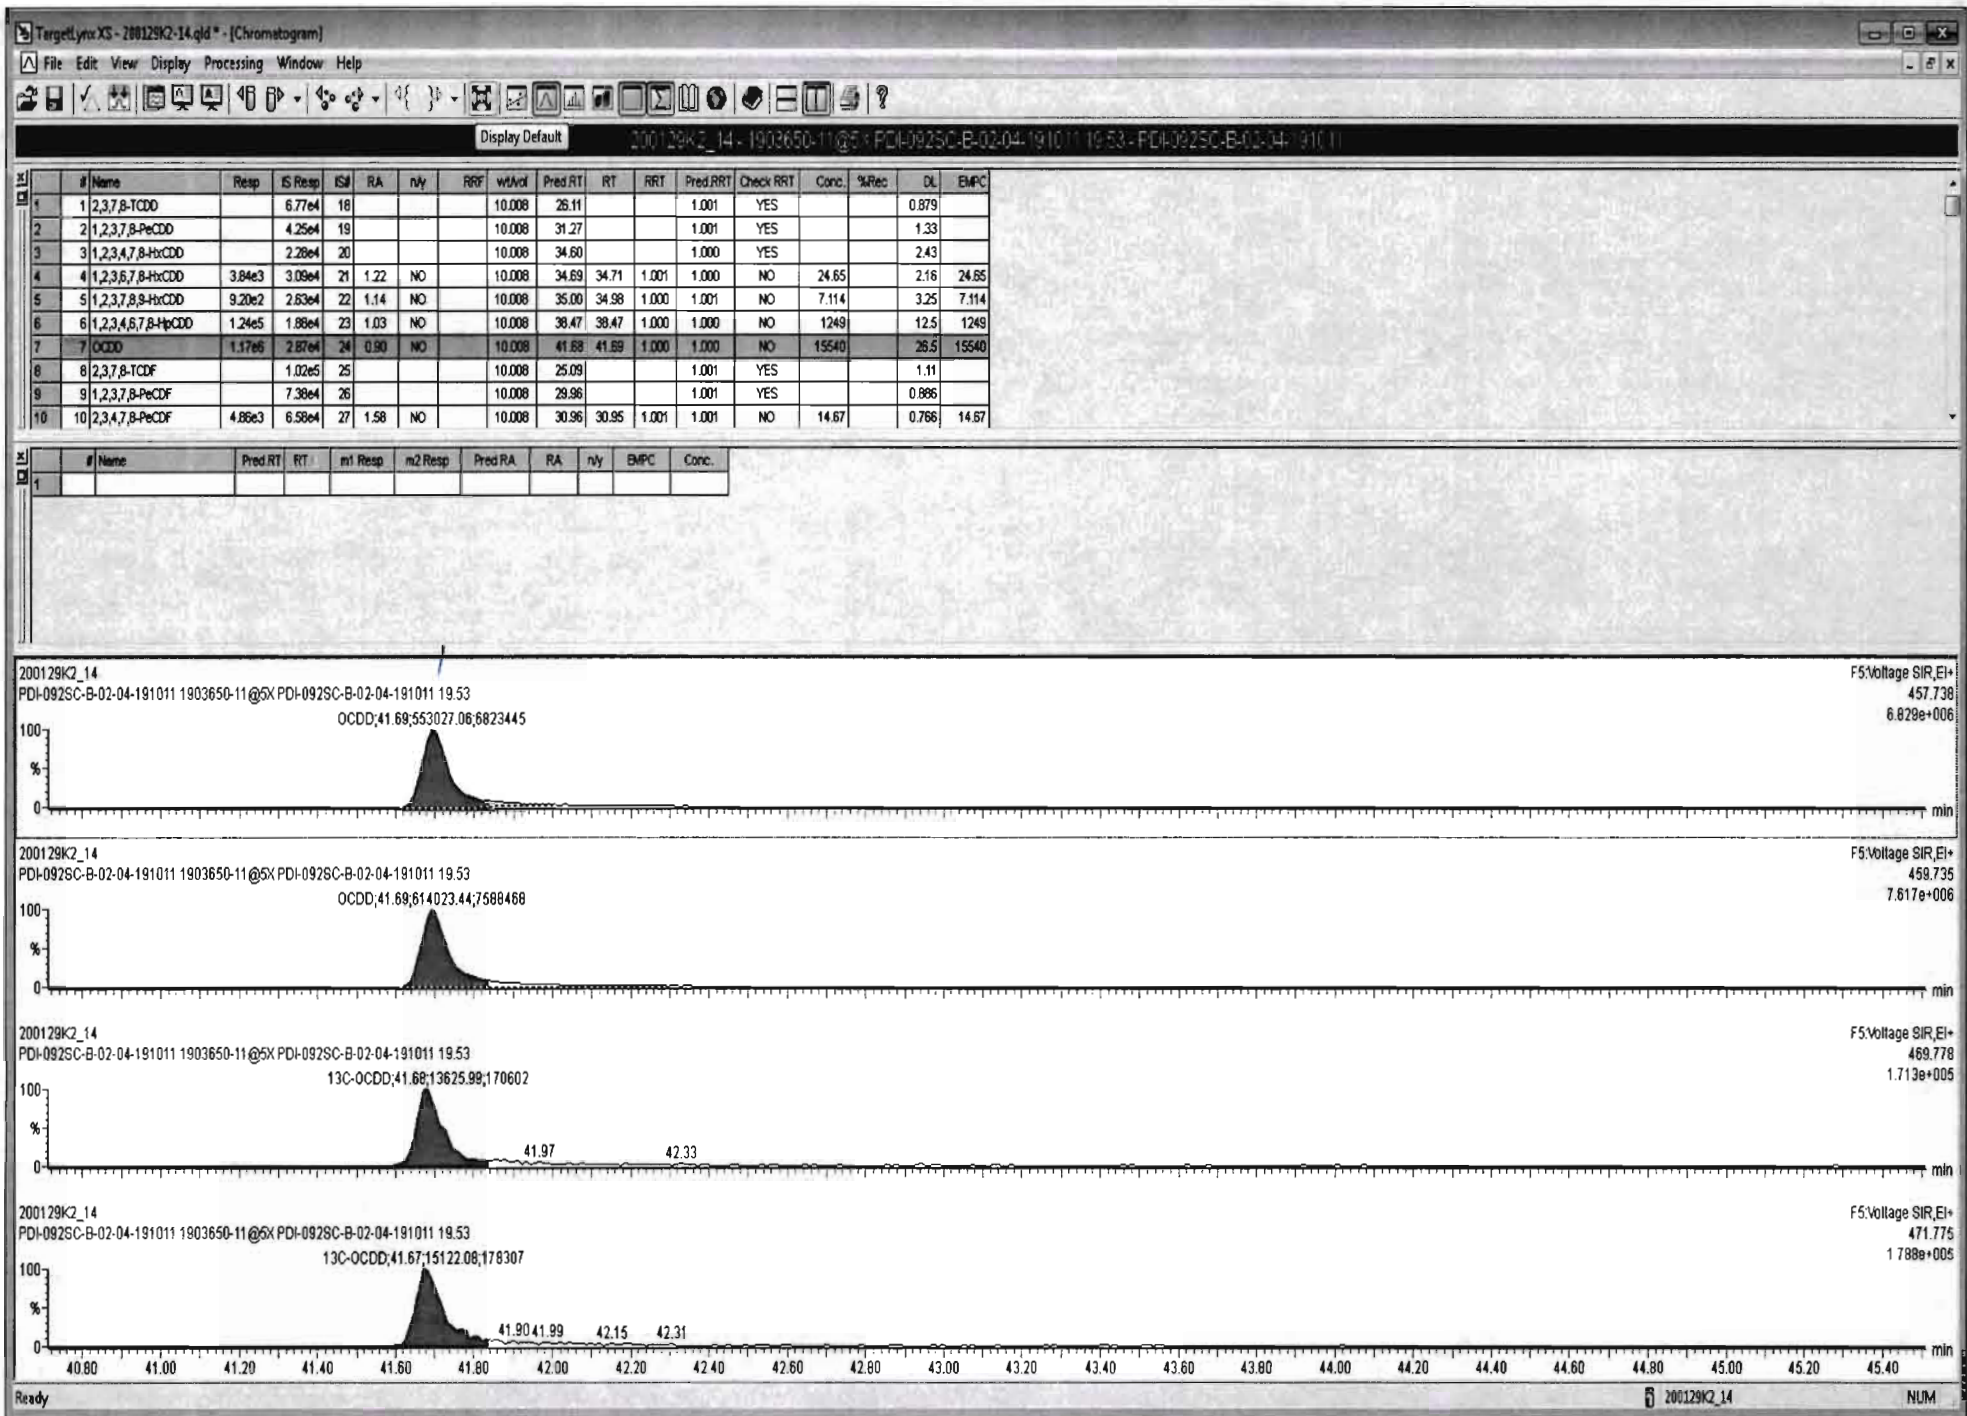 TargetLynx XS - 200129K2-14.qld * - [Chromatogram]
File Edit View Display Processing Window Help
Display Default
200129K2_14 - 1903650-11@5X PDI-092SC-B-02-04-191011 19.53 - PDI-092SC-B-02-04-191011
# Name Resp IS Resp IS# RA n/y RRF wt/vol Pred.RT RT RRT Pred.RRT Check RRT Conc. %Rec DL EMPC
1 1 2,3,7,8-TCDD 6.77e4 18 10.008 26.11 1.001 YES 0.879
2 2 1,2,3,7,8-PeCDD 4.25e4 19 10.008 31.27 1.001 YES 1.33
3 3 1,2,3,4,7,8-HxCDD 2.28e4 20 10.008 34.60 1.000 YES 2.43
4 4 1,2,3,6,7,8-HxCDD 3.84e3 3.09e4 21 1.22 NO 10.008 34.69 34.71 1.001 1.000 NO 24.65 2.16 24.65
5 5 1,2,3,7,8,9-HxCDD 9.20e2 2.63e4 22 1.14 NO 10.008 35.00 34.98 1.000 1.001 NO 7.114 3.25 7.114
6 6 1,2,3,4,6,7,8-HpCDD 1.24e5 1.88e4 23 1.03 NO 10.008 38.47 38.47 1.000 1.000 NO 1249 12.5 1249
7 7 OCDD 1.17e6 2.87e4 24 0.90 NO 10.008 41.68 41.69 1.000 1.000 NO 15540 26.5 15540
8 8 2,3,7,8-TCDF 1.02e5 25 10.008 25.09 1.001 YES 1.11
9 9 1,2,3,7,8-PeCDF 7.38e4 26 10.008 29.96 1.001 YES 0.886
10 10 2,3,4,7,8-PeCDF 4.86e3 6.58e4 27 1.58 NO 10.008 30.96 30.95 1.001 1.001 NO 14.67 0.766 14.67
# Name Pred.RT RT m1 Resp m2 Resp Pred.RA RA n/y EMPC Conc.
1
200129K2_14 F5:Voltage SIR,EI+
PDI-092SC-B-02-04-191011 1903650-11@5X PDI-092SC-B-02-04-191011 19.53 457.738
OCDD;41.69;553027.06;6823445 6.829e+006
100
%
0 min
200129K2_14 F5:Voltage SIR,EI+
PDI-092SC-B-02-04-191011 1903650-11@5X PDI-092SC-B-02-04-191011 19.53 459.735
OCDD;41.69;614023.44;7588468 7.617e+006
100
%
0 min
200129K2_14 F5:Voltage SIR,EI+
PDI-092SC-B-02-04-191011 1903650-11@5X PDI-092SC-B-02-04-191011 19.53 469.778
13C-OCDD;41.68;13625.99;170602 1.713e+005
100
%
41.97 42.33
0 min
200129K2_14 F5:Voltage SIR,EI+
PDI-092SC-B-02-04-191011 1903650-11@5X PDI-092SC-B-02-04-191011 19.53 471.775
13C-OCDD;41.67;15122.08;178307 1.788e+005
100
%
41.90 41.99 42.15 42.31
0 min
40.80 41.00 41.20 41.40 41.60 41.80 42.00 42.20 42.40 42.60 42.80 43.00 43.20 43.40 43.60 43.80 44.00 44.20 44.40 44.60 44.80 45.00 45.20 45.40
Ready 200129K2_14 NUM